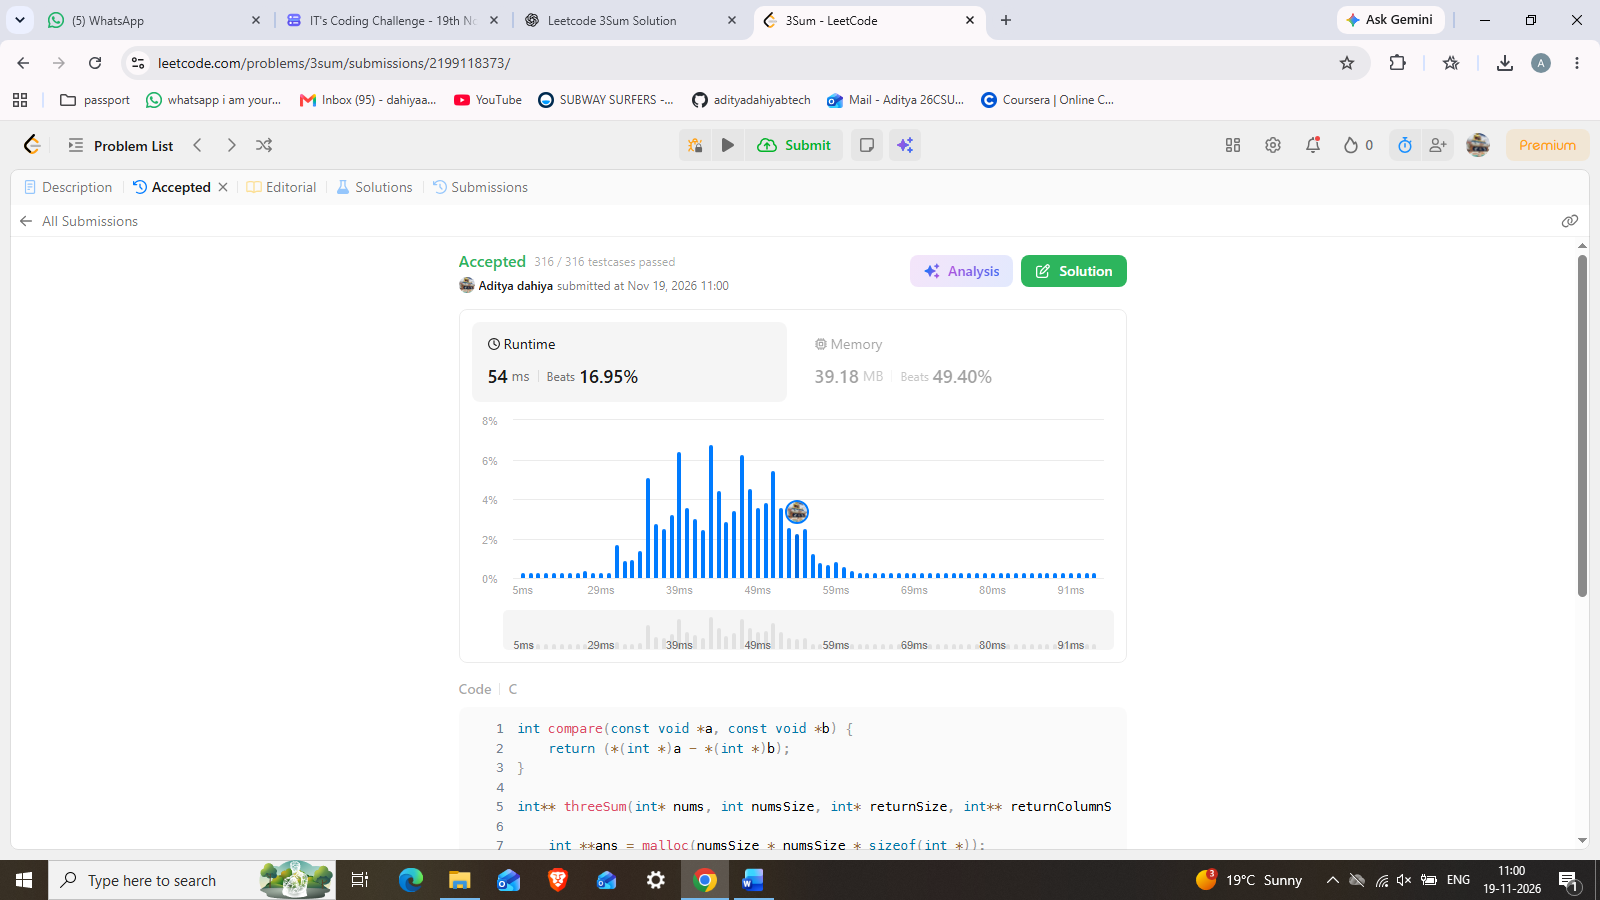 (5) WhatsApp
IT's Coding Challenge - 19th No
Leetcode 3Sum Solution
3Sum - LeetCode
Ask Gemini
leetcode.com/problems/3sum/submissions/2199118373/
A
passport
whatsapp i am your...
Inbox (95) - dahiyaa...
YouTube
SUBWAY SURFERS -...
adityadahiyabtech
Mail - Aditya 26CSU...
Coursera | Online C...
Problem List
Submit
0
Premium
Description
Accepted
Editorial
Solutions
Submissions
All Submissions
Accepted 316 / 316 testcases passed
Aditya dahiya submitted at Nov 19, 2026 11:00
Analysis
Solution
Runtime
54 ms | Beats 16.95%
Memory
39.18 MB | Beats 49.40%
8%
6%
4%
2%
0%
5ms 29ms 39ms 49ms 59ms 69ms 80ms 91ms
5ms 29ms 39ms 49ms 59ms 69ms 80ms 91ms
Code | C
1 int compare(const void *a, const void *b) {
2 return (*(int *)a - *(int *)b);
3 }
4
5 int** threeSum(int* nums, int numsSize, int* returnSize, int** returnColumnS
6
7 int **ans = malloc(numsSize * numsSize * sizeof(int *));
Type here to search
19°C Sunny
3
ENG
11:00
19-11-2026
1